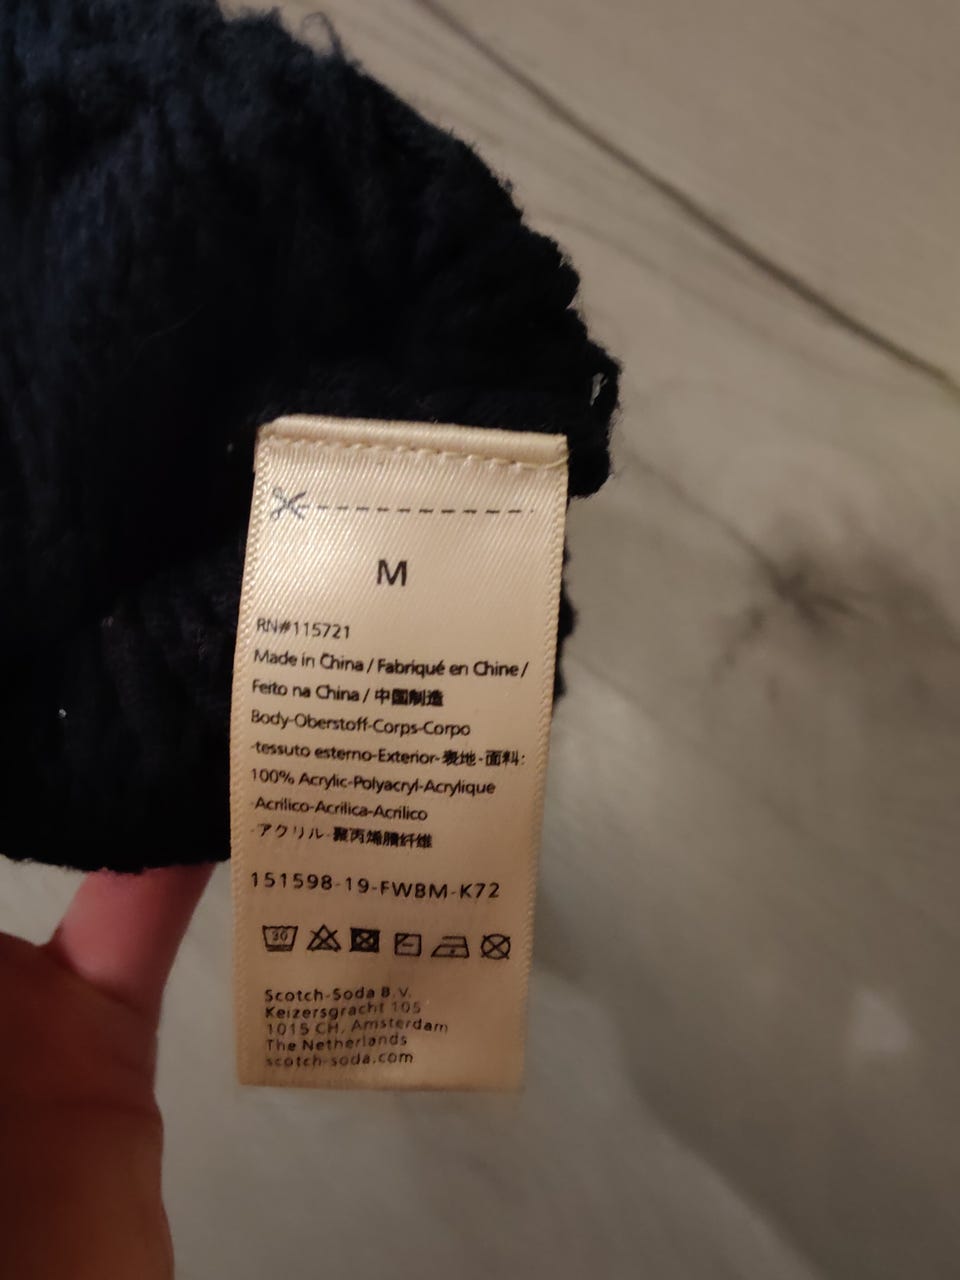 M
RN#115721
Made in China / Fabriqué en Chine /
Feito na China / 中国制造
Body-Oberstoff-Corps-Corpo
-tessuto esterno-Exterior-表地-面料:
100% Acrylic-Polyacryl-Acrylique
-Acrilico-Acrílica-Acrílico
-アクリル-聚丙烯腈纤维
151598-19-FWBM-K72
30
Scotch-Soda B.V.
Keizersgracht 105
1015 CH, Amsterdam
The Netherlands
scotch-soda.com